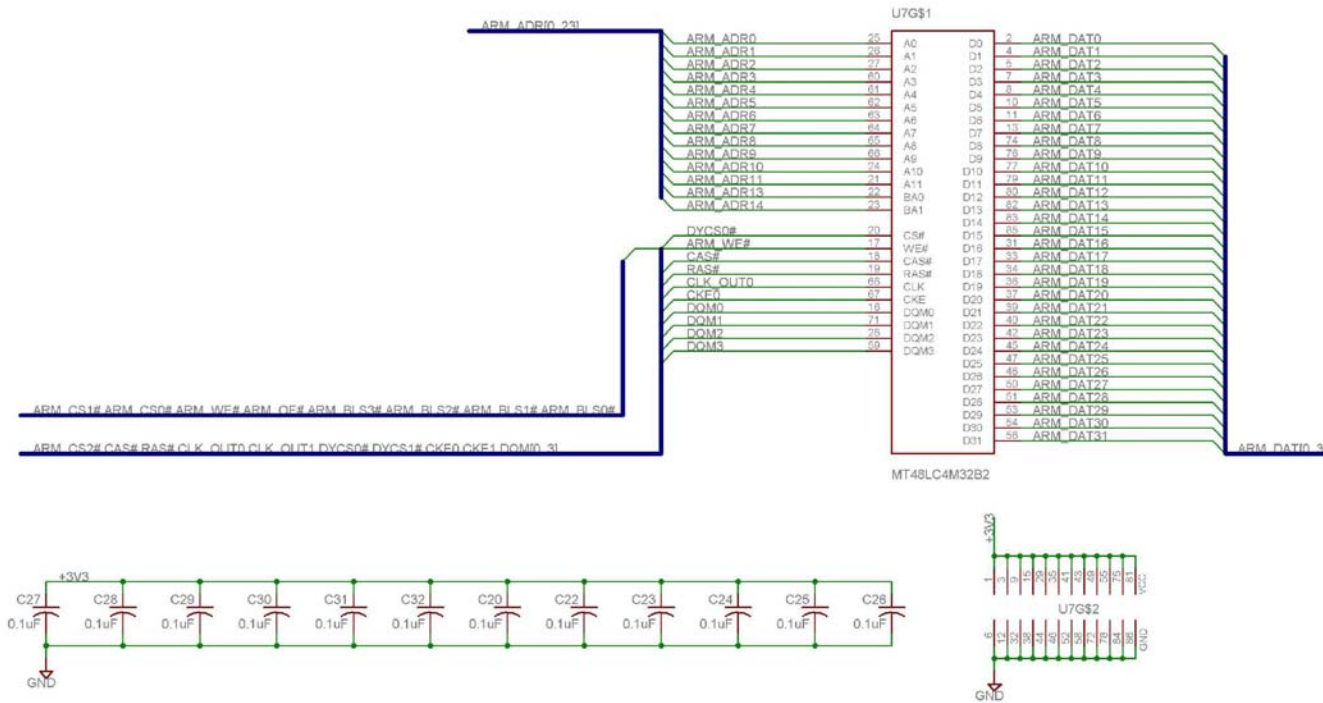 U7G$1
ARM_ADR[0..23]
ARM_ADR0 25 A0 D0 2 ARM_DAT0
ARM_ADR1 26 A1 D1 4 ARM_DAT1
ARM_ADR2 27 A2 D2 5 ARM_DAT2
ARM_ADR3 60 A3 D3 7 ARM_DAT3
ARM_ADR4 61 A4 D4 8 ARM_DAT4
ARM_ADR5 62 A5 D5 10 ARM_DAT5
ARM_ADR6 63 A6 D6 11 ARM_DAT6
ARM_ADR7 64 A7 D7 13 ARM_DAT7
ARM_ADR8 65 A8 D8 74 ARM_DAT8
ARM_ADR9 66 A9 D9 76 ARM_DAT9
ARM_ADR10 24 A10 D10 77 ARM_DAT10
ARM_ADR11 21 A11 D11 79 ARM_DAT11
ARM_ADR13 22 BA0 D12 80 ARM_DAT12
ARM_ADR14 23 BA1 D13 82 ARM_DAT13
D14 83 ARM_DAT14
DYCS0# 20 CS# D15 85 ARM_DAT15
ARM_WE# 17 WE# D16 31 ARM_DAT16
CAS# 18 CAS# D17 33 ARM_DAT17
RAS# 19 RAS# D18 34 ARM_DAT18
CLK_OUT0 68 CLK D19 36 ARM_DAT19
CKE0 67 CKE D20 37 ARM_DAT20
DQM0 16 DQM0 D21 39 ARM_DAT21
DQM1 71 DQM1 D22 40 ARM_DAT22
DQM2 28 DQM2 D23 42 ARM_DAT23
DQM3 59 DQM3 D24 45 ARM_DAT24
D25 47 ARM_DAT25
D26 48 ARM_DAT26
D27 50 ARM_DAT27
D28 51 ARM_DAT28
D29 53 ARM_DAT29
D30 54 ARM_DAT30
D31 56 ARM_DAT31
ARM_CS1# ARM_CS0# ARM_WE# ARM_OE# ARM_BLS3# ARM_BLS2# ARM_BLS1# ARM_BLS0#
ARM_CS2# CAS# RAS# CLK_OUT0 CLK_OUT1 DYCS0# DYCS1# CKE0 CKE1 DQM[0..3]
ARM_DAT[0..3
MT48LC4M32B2
+3V3
C27 C28 C29 C30 C31 C32 C20 C22 C23 C24 C25 C26
0.1uF 0.1uF 0.1uF 0.1uF 0.1uF 0.1uF 0.1uF 0.1uF 0.1uF 0.1uF 0.1uF 0.1uF
GND
+3V3
1 3 9 15 29 35 41 43 49 55 75 81 VCC
U7G$2
6 12 32 38 44 46 52 58 72 78 84 86 GND
GND